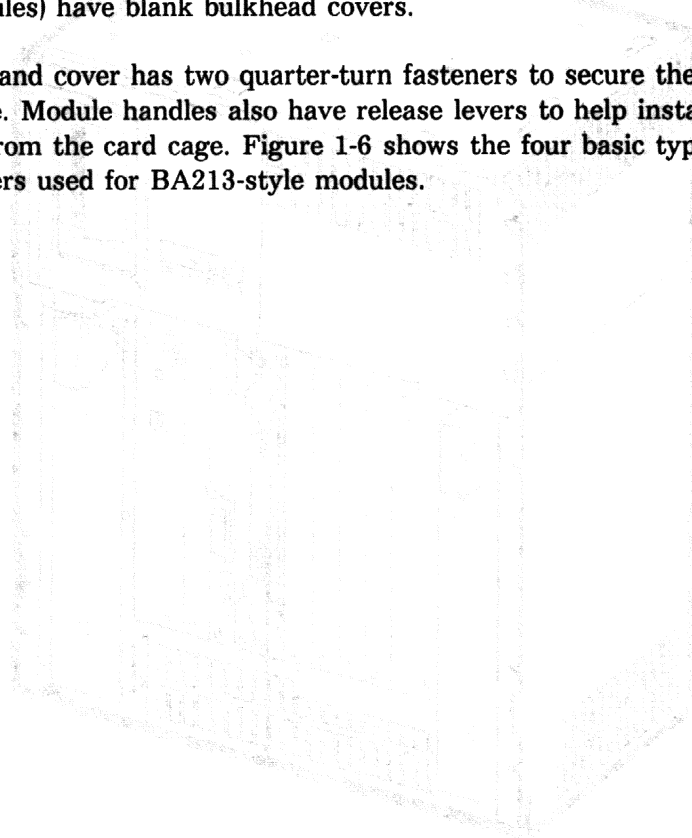 ules) have blank bulkhead covers.
and cover has two quarter-turn fasteners to secure the
. Module handles also have release levers to help insta
rom the card cage. Figure 1-6 shows the four basic typ
ers used for BA213-style modules.